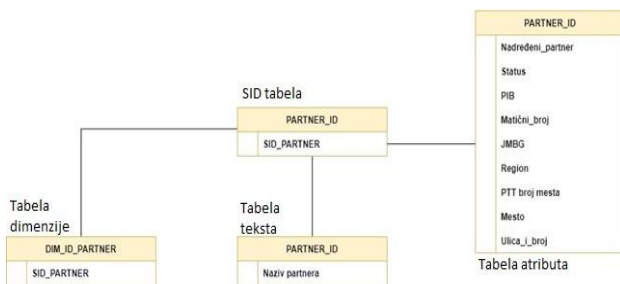 PARTNER_ID
Nadređeni_partner
Status
PIB
Matični_broj
JMBG
Region
PTT broj mesta
Mesto
Ulica_i_broj
Tabela atributa
SID tabela
PARTNER_ID
SID_PARTNER
Tabela
dimenzije
DIM_ID_PARTNER
SID_PARTNER
Tabela
teksta
PARTNER_ID
Naziv partnera